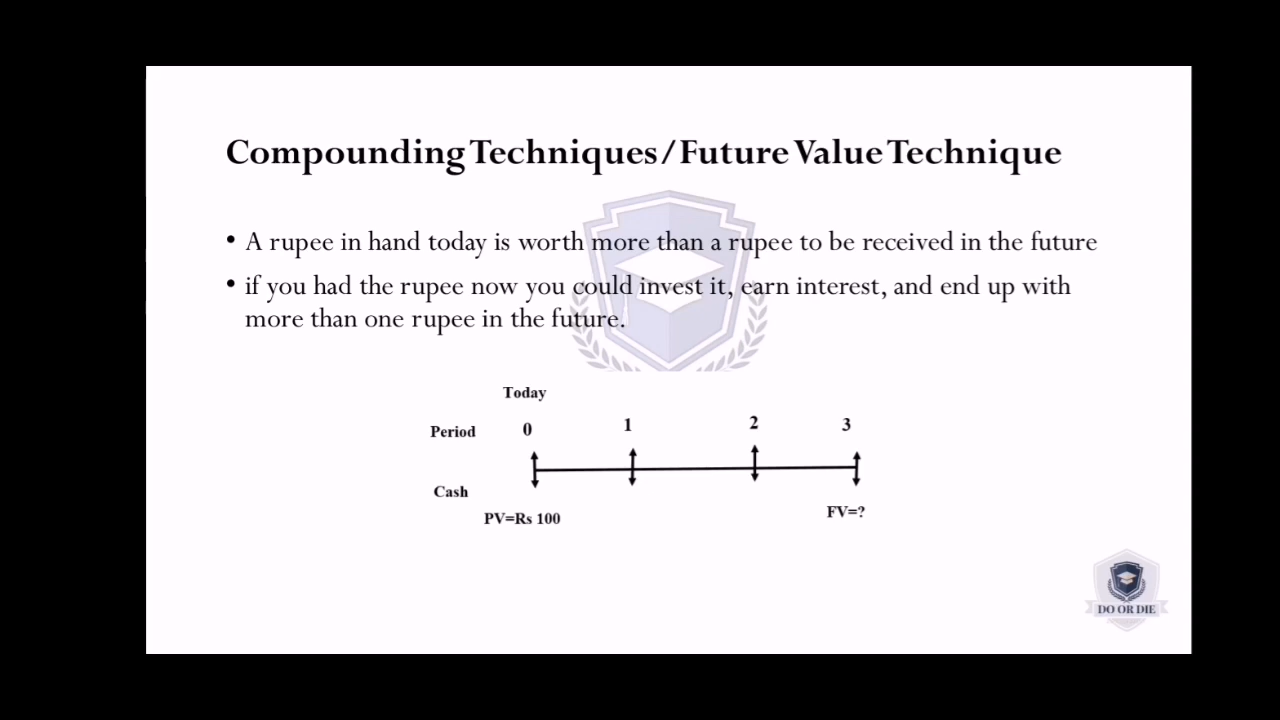 Compounding Techniques/Future Value Technique
• A rupee in hand today is worth more than a rupee to be received in the future
• if you had the rupee now you could invest it, earn interest, and end up with
more than one rupee in the future.
Today
Period 0 1 2 3
Cash
PV=Rs 100 FV=?
DO OR DIE